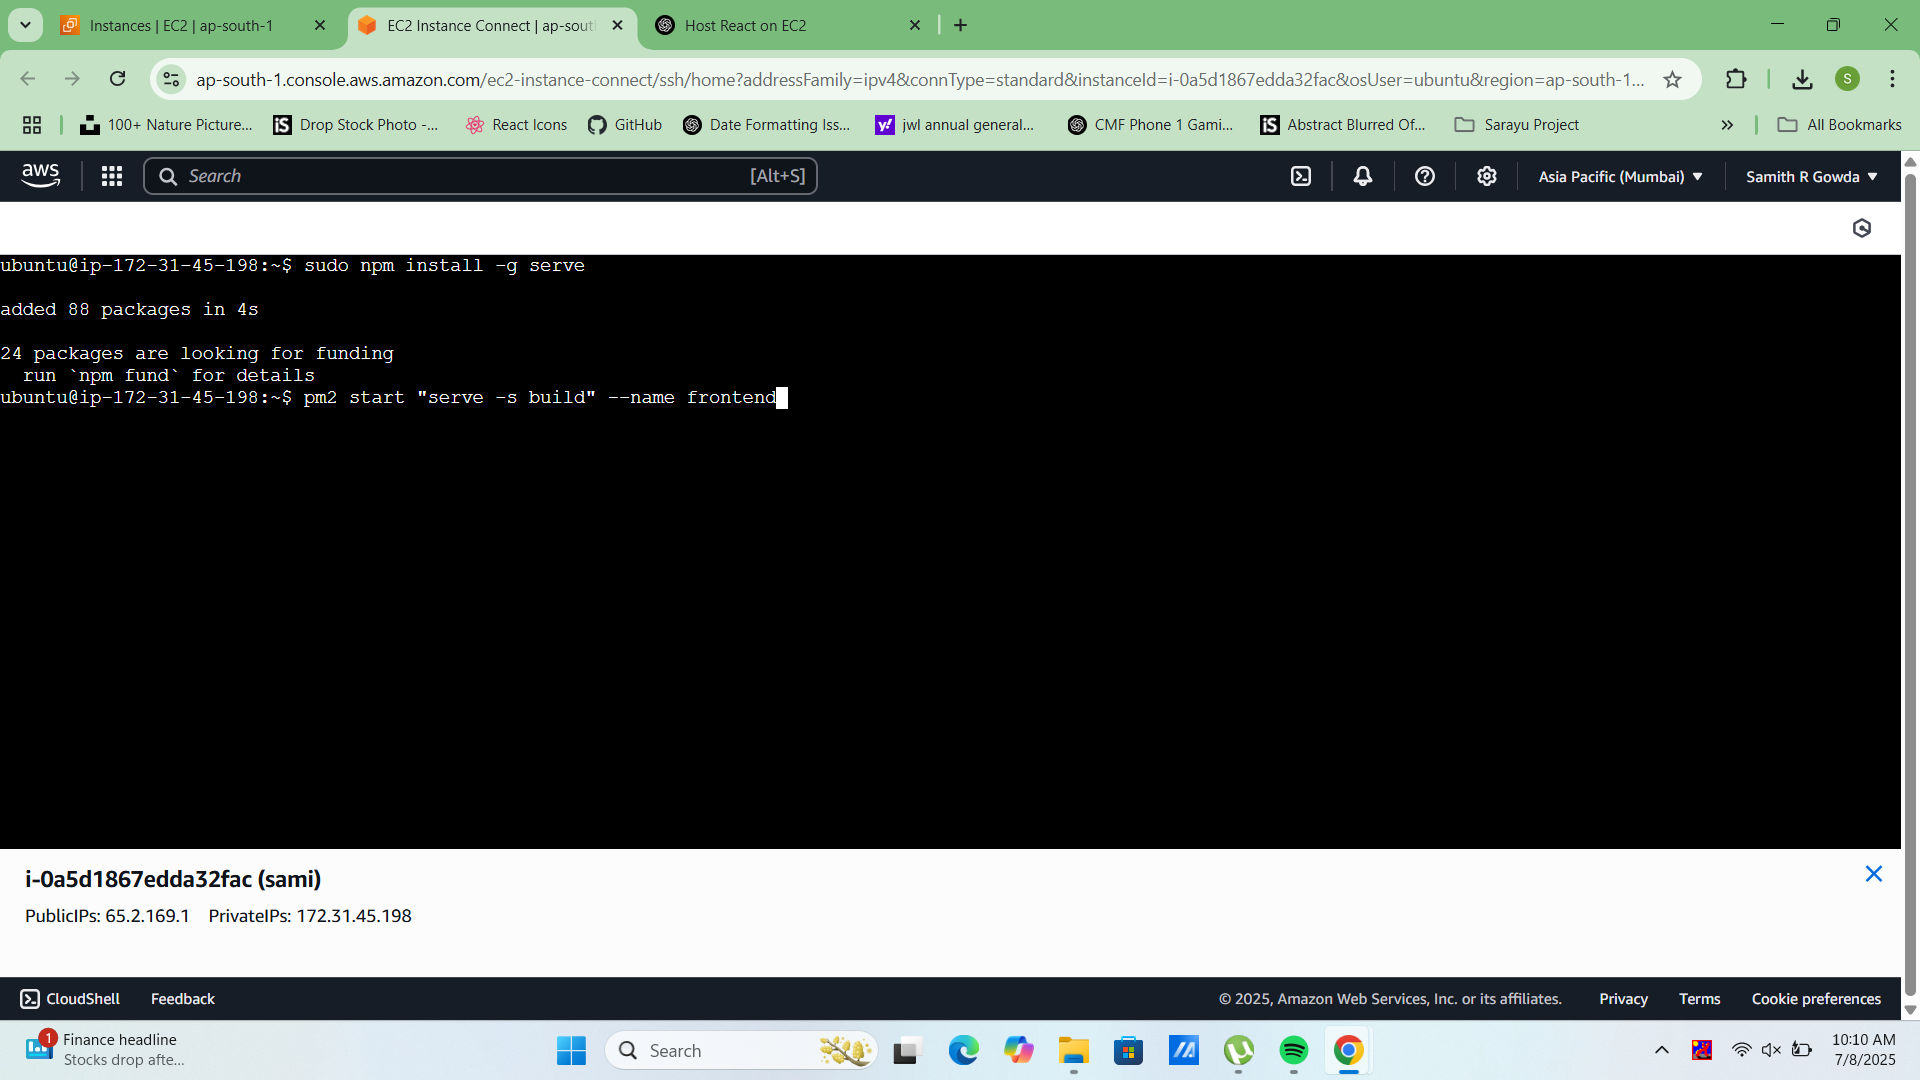 Instances | EC2 | ap-south-1
EC2 Instance Connect | ap-sout
Host React on EC2
ap-south-1.console.aws.amazon.com/ec2-instance-connect/ssh/home?addressFamily=ipv4&connType=standard&instanceId=i-0a5d1867edda32fac&osUser=ubuntu&region=ap-south-1...
S
100+ Nature Picture...
Drop Stock Photo -...
React Icons
GitHub
Date Formatting Iss...
jwl annual general...
CMF Phone 1 Gami...
Abstract Blurred Of...
Sarayu Project
All Bookmarks
aws
Search [Alt+S]
Asia Pacific (Mumbai)
Samith R Gowda
ubuntu@ip-172-31-45-198:~$ sudo npm install -g serve
added 88 packages in 4s
24 packages are looking for funding
run `npm fund` for details
ubuntu@ip-172-31-45-198:~$ pm2 start "serve -s build" --name frontend
i-0a5d1867edda32fac (sami)
PublicIPs: 65.2.169.1 PrivateIPs: 172.31.45.198
CloudShell
Feedback
© 2025, Amazon Web Services, Inc. or its affiliates.
Privacy
Terms
Cookie preferences
1
Finance headline
Stocks drop afte...
Search
10:10 AM
7/8/2025